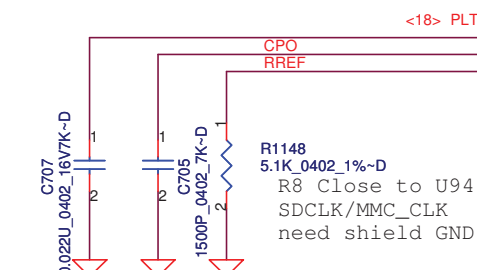 <18> PLT
CPO
RREF
1
1
1
C707
0.022U_0402_16V7K~D
C705
1500P_0402_7K~D
R1148
5.1K_0402_1%~D
2
2
2
R8 Close to U94
SDCLK/MMC_CLK
need shield GND